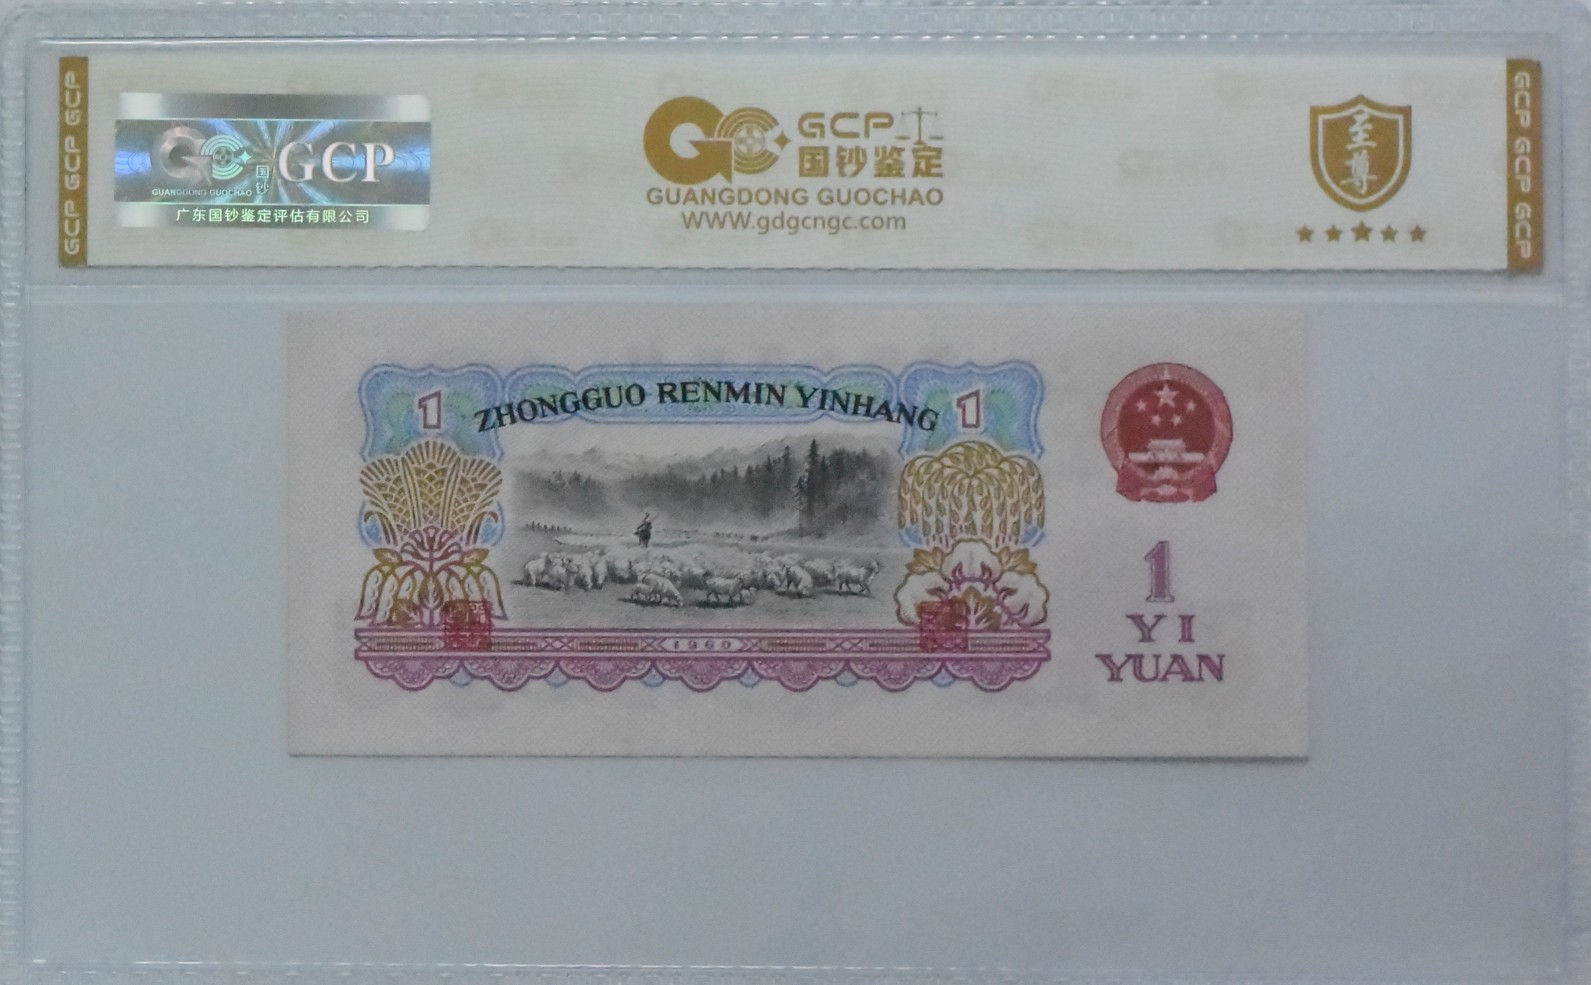 GCP GCP GCP
GUANGDONG GUOCHAO
国钞
GCP
广东国钞鉴定评估有限公司
GCP
国钞鉴定
GUANGDONG GUOCHAO
WWW.gdgcngc.com
至尊
GCP GCP GCP
1
ZHONGGUO RENMIN YINHANG
1
1960
1
YI
YUAN